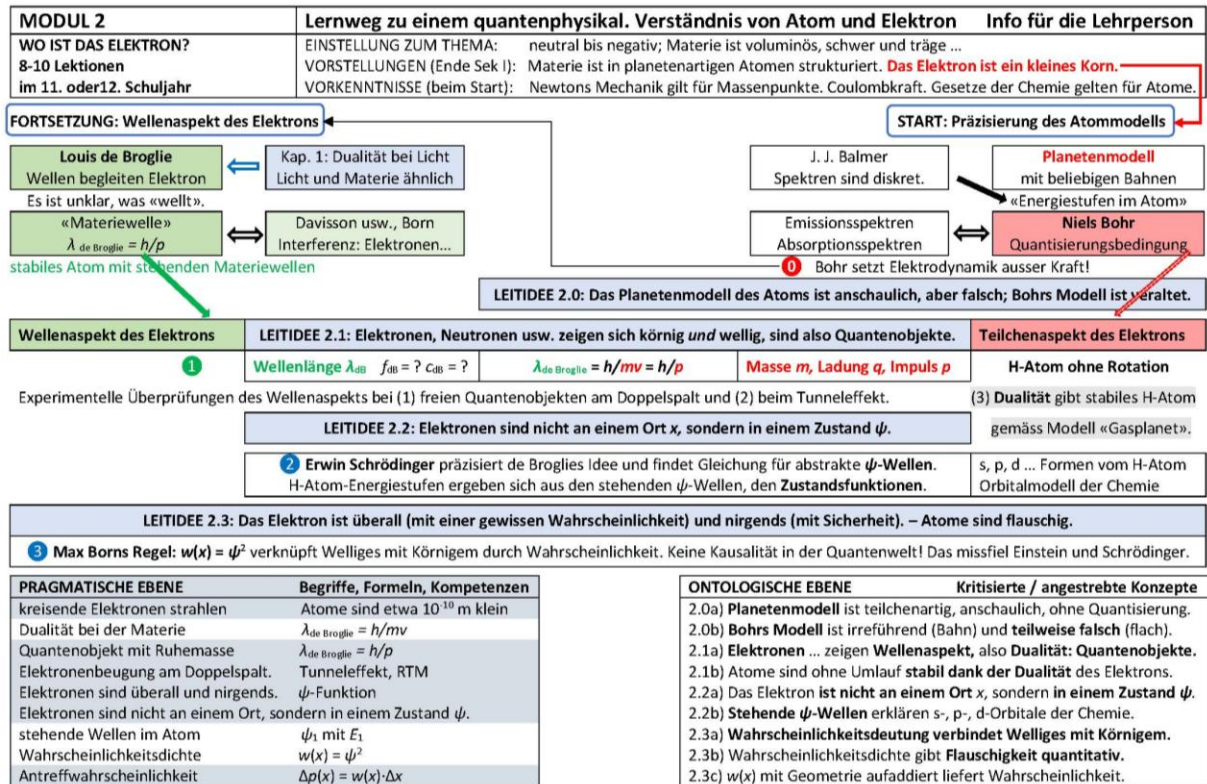 MODUL 2 Lernweg zu einem quantenphysikal. Verständnis von Atom und Elektron Info für die Lehrperson
WO IST DAS ELEKTRON?
8-10 Lektionen
im 11. oder12. Schuljahr
EINSTELLUNG ZUM THEMA: neutral bis negativ; Materie ist voluminös, schwer und träge ...
VORSTELLUNGEN (Ende Sek I): Materie ist in planetenartigen Atomen strukturiert. Das Elektron ist ein kleines Korn.
VORKENNTNISSE (beim Start): Newtons Mechanik gilt für Massenpunkte. Coulombkraft. Gesetze der Chemie gelten für Atome.
FORTSETZUNG: Wellenaspekt des Elektrons
START: Präzisierung des Atommodells
Louis de Broglie
Wellen begleiten Elektron
Kap. 1: Dualität bei Licht
Licht und Materie ähnlich
J. J. Balmer
Spektren sind diskret.
Planetenmodell
mit beliebigen Bahnen
Es ist unklar, was «wellt».
«Energiestufen im Atom»
«Materiewelle»
λ de Broglie = h/p
Davisson usw., Born
Interferenz: Elektronen...
Emissionsspektren
Absorptionsspektren
Niels Bohr
Quantisierungsbedingung
stabiles Atom mit stehenden Materiewellen
0 Bohr setzt Elektrodynamik ausser Kraft!
LEITIDEE 2.0: Das Planetenmodell des Atoms ist anschaulich, aber falsch; Bohrs Modell ist veraltet.
Wellenaspekt des Elektrons
LEITIDEE 2.1: Elektronen, Neutronen usw. zeigen sich körnig und wellig, sind also Quantenobjekte.
Teilchenaspekt des Elektrons
1
Wellenlänge λdB fdB = ? cdB = ?
λde Broglie = h/mv = h/p
Masse m, Ladung q, Impuls p
H-Atom ohne Rotation
Experimentelle Überprüfungen des Wellenaspekts bei (1) freien Quantenobjekten am Doppelspalt und (2) beim Tunneleffekt.
(3) Dualität gibt stabiles H-Atom
gemäss Modell «Gasplanet».
LEITIDEE 2.2: Elektronen sind nicht an einem Ort x, sondern in einem Zustand ψ.
2 Erwin Schrödinger präzisiert de Broglies Idee und findet Gleichung für abstrakte ψ-Wellen.
H-Atom-Energiestufen ergeben sich aus den stehenden ψ-Wellen, den Zustandsfunktionen.
s, p, d ... Formen vom H-Atom
Orbitalmodell der Chemie
LEITIDEE 2.3: Das Elektron ist überall (mit einer gewissen Wahrscheinlichkeit) und nirgends (mit Sicherheit). – Atome sind flauschig.
3 Max Borns Regel: w(x) = ψ² verknüpft Welliges mit Körnigem durch Wahrscheinlichkeit. Keine Kausalität in der Quantenwelt! Das missfiel Einstein und Schrödinger.
PRAGMATISCHE EBENE Begriffe, Formeln, Kompetenzen
kreisende Elektronen strahlen Atome sind etwa 10⁻¹⁰ m klein
Dualität bei der Materie λde Broglie = h/mv
Quantenobjekt mit Ruhemasse λde Broglie = h/p
Elektronenbeugung am Doppelspalt. Tunneleffekt, RTM
Elektronen sind überall und nirgends. ψ-Funktion
Elektronen sind nicht an einem Ort, sondern in einem Zustand ψ.
stehende Wellen im Atom ψ₁ mit E₁
Wahrscheinlichkeitsdichte w(x) = ψ²
Antreffwahrscheinlichkeit Δp(x) = w(x)·Δx
ONTOLOGISCHE EBENE Kritisierte / angestrebte Konzepte
2.0a) Planetenmodell ist teilchenartig, anschaulich, ohne Quantisierung.
2.0b) Bohrs Modell ist irreführend (Bahn) und teilweise falsch (flach).
2.1a) Elektronen ... zeigen Wellenaspekt, also Dualität: Quantenobjekte.
2.1b) Atome sind ohne Umlauf stabil dank der Dualität des Elektrons.
2.2a) Das Elektron ist nicht an einem Ort x, sondern in einem Zustand ψ.
2.2b) Stehende ψ-Wellen erklären s-, p-, d-Orbitale der Chemie.
2.3a) Wahrscheinlichkeitsdeutung verbindet Welliges mit Körnigem.
2.3b) Wahrscheinlichkeitsdichte gibt Flauschigkeit quantitativ.
2.3c) w(x) mit Geometrie aufaddiert liefert Wahrscheinlichkeit.